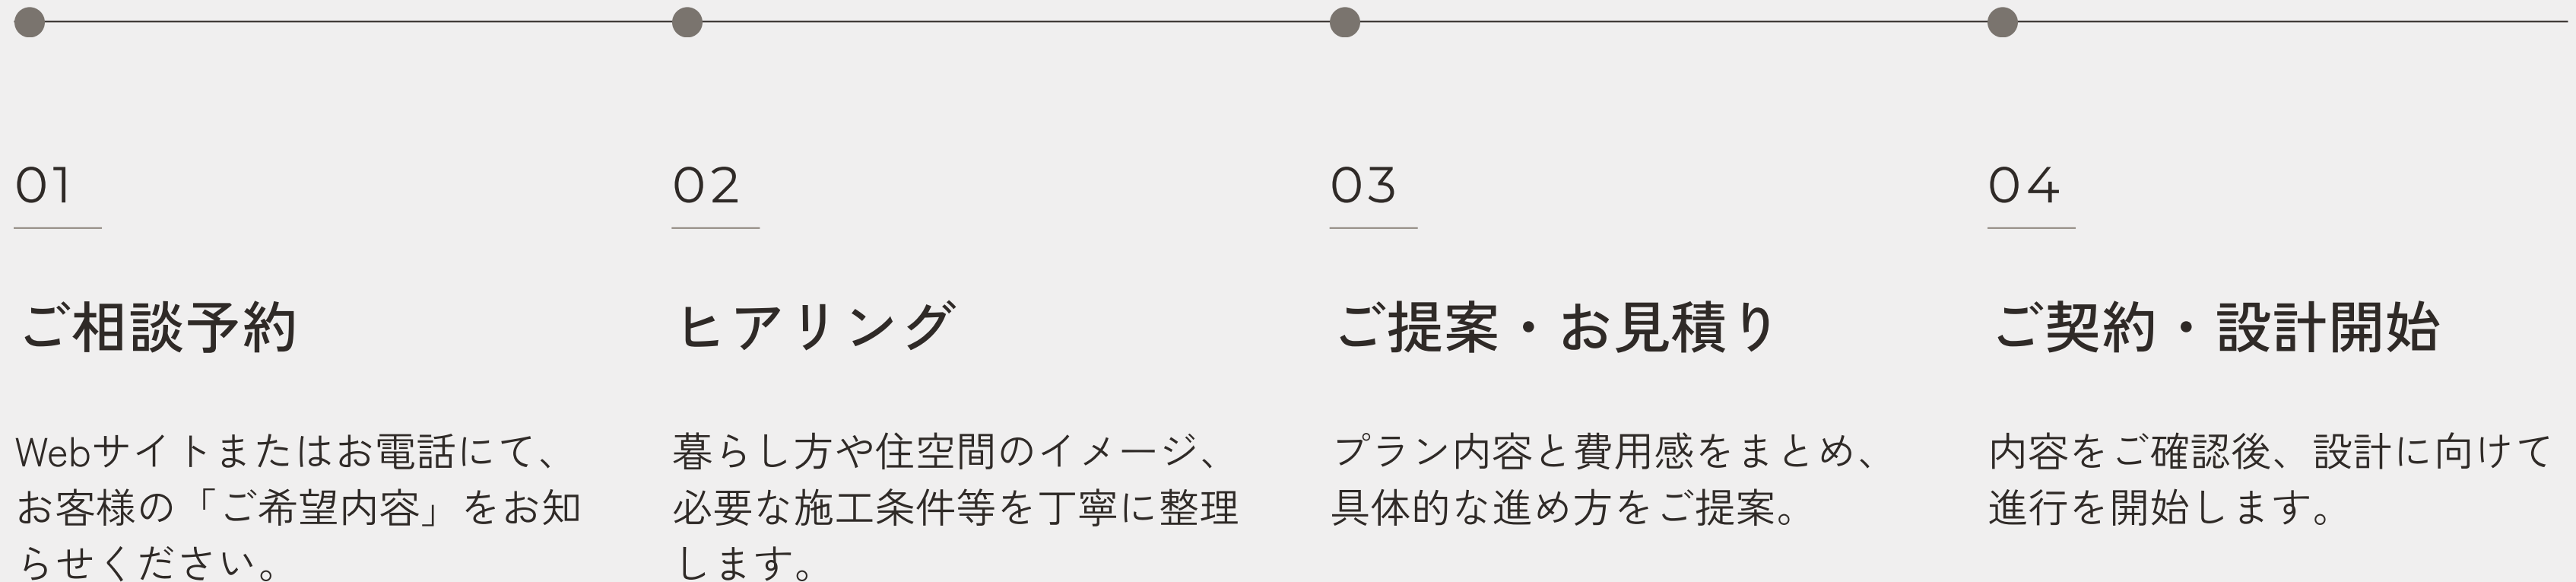 01
ご相談予約
Webサイトまたはお電話にて、
お客様の「ご希望内容」をお知
らせください。
02
ヒアリング
暮らし方や住空間のイメージ、
必要な施工条件等を丁寧に整理
します。
03
ご提案・お見積り
プラン内容と費用感をまとめ、
具体的な進め方をご提案。
04
ご契約・設計開始
内容をご確認後、設計に向けて
進行を開始します。